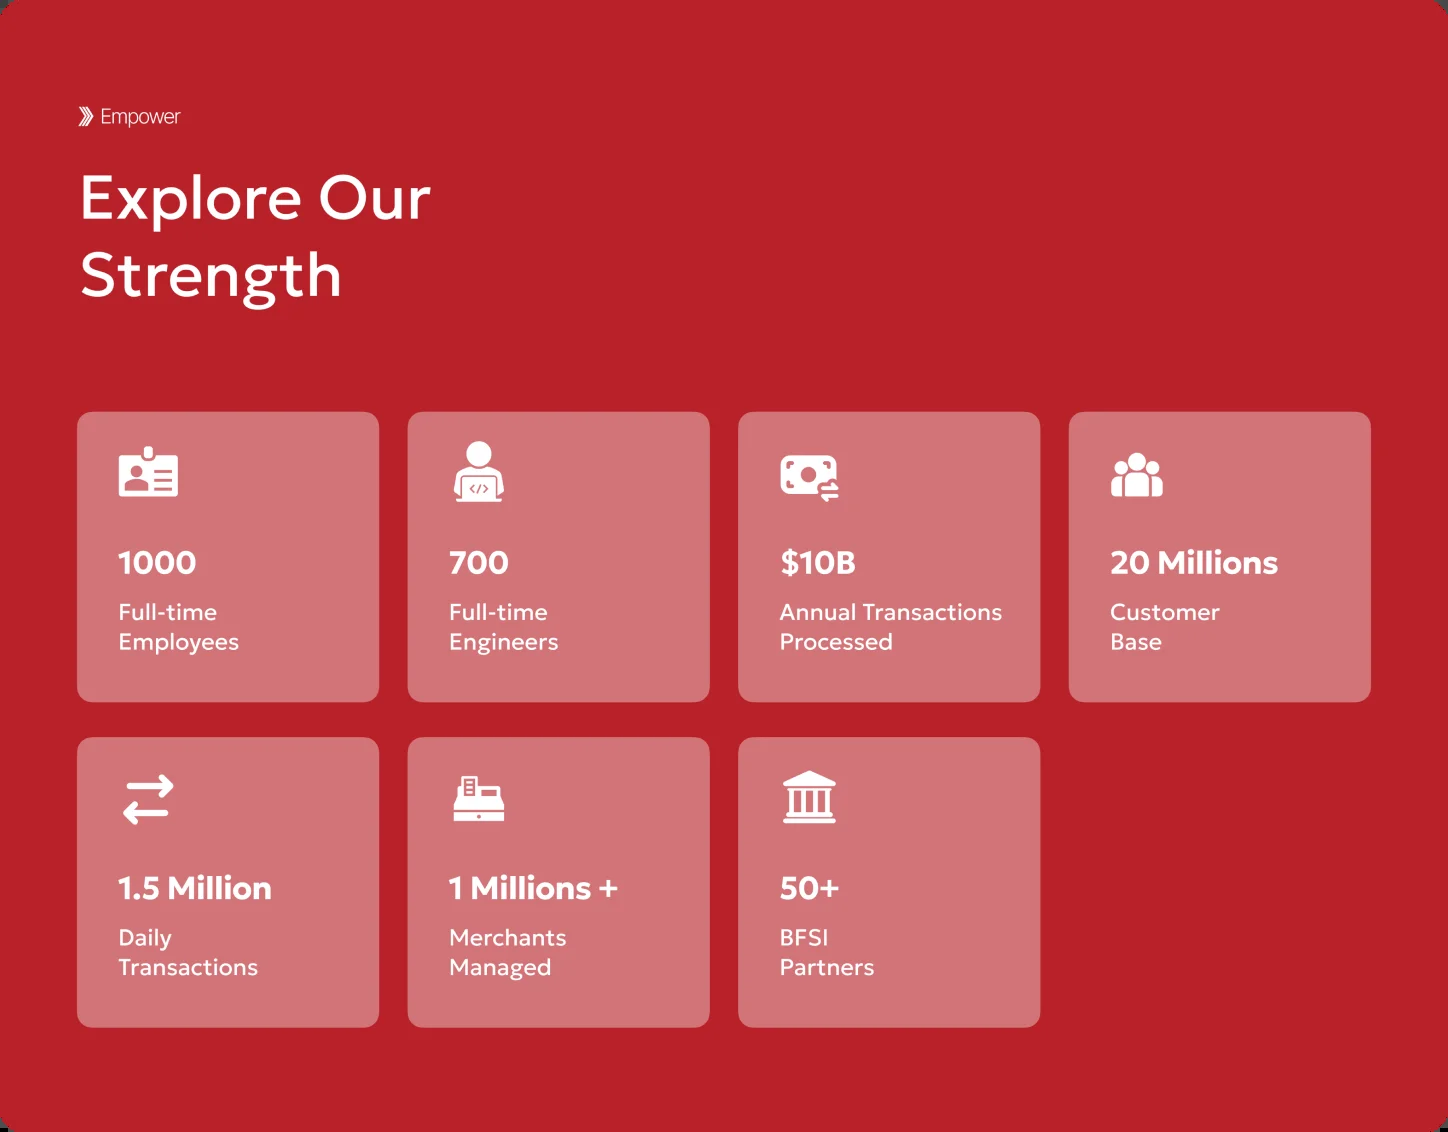 Empower
Explore Our
Strength
1000
Full-time
Employees
700
Full-time
Engineers
$10B
Annual Transactions
Processed
20 Millions
Customer
Base
1.5 Million
Daily
Transactions
1 Millions +
Merchants
Managed
50+
BFSI
Partners